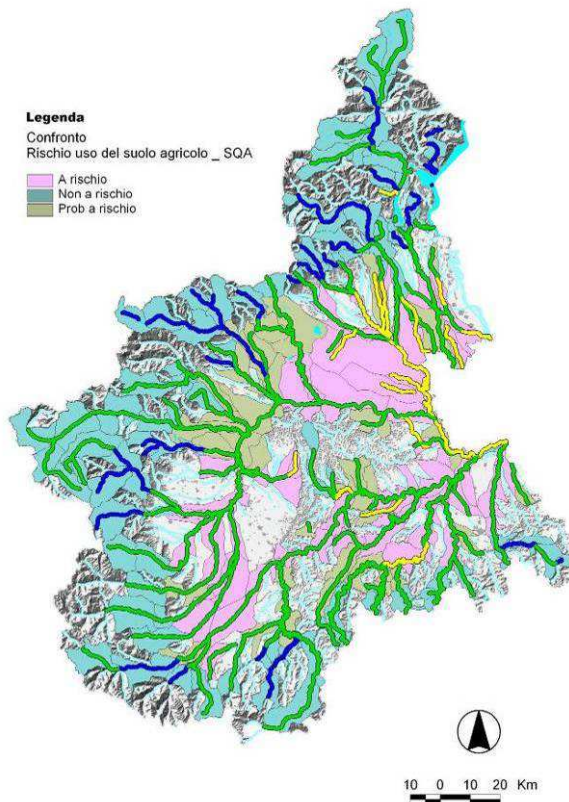 Legenda
Confronto
Rischio uso del suolo agricolo _ SQA
A rischio
Non a rischio
Prob a rischio
10 0 10 20 Km